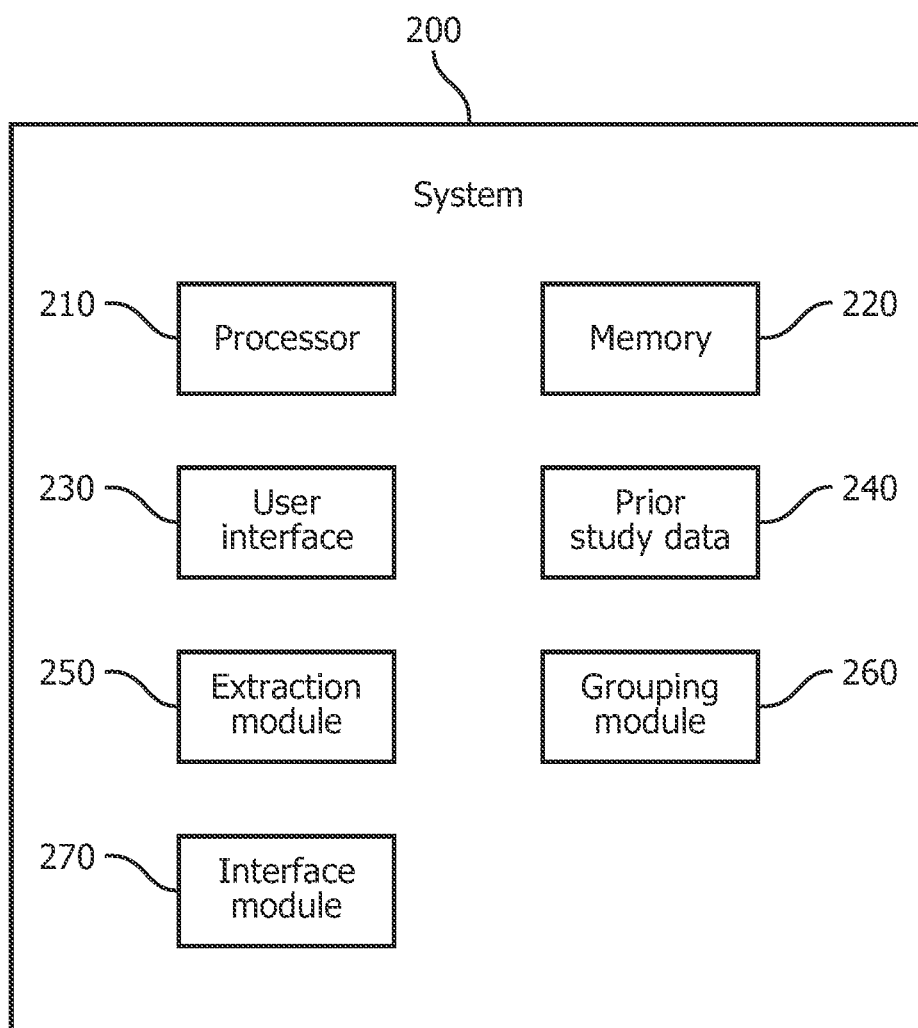 200
System
210
Processor
Memory
220
230
User
interface
Prior
study data
240
250
Extraction
module
Grouping
module
260
270
Interface
module